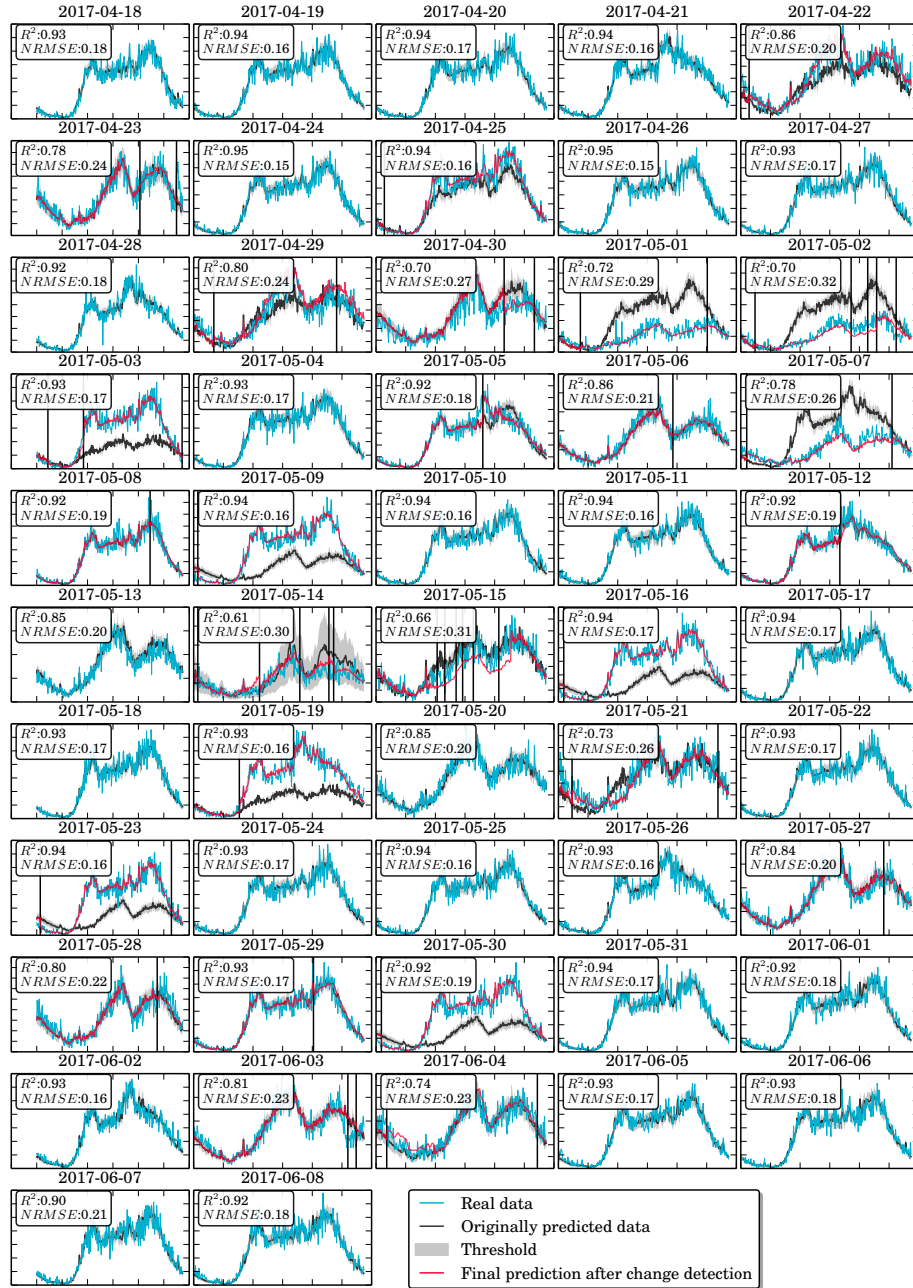 2017-04-18 2017-04-19 2017-04-20 2017-04-21 2017-04-22
R²:0.93 R²:0.94 R²:0.94 R²:0.94 R²:0.86
NRMSE:0.18 NRMSE:0.16 NRMSE:0.17 NRMSE:0.16 NRMSE:0.20
2017-04-23 2017-04-24 2017-04-25 2017-04-26 2017-04-27
R²:0.78 R²:0.95 R²:0.94 R²:0.95 R²:0.93
NRMSE:0.24 NRMSE:0.15 NRMSE:0.16 NRMSE:0.15 NRMSE:0.17
2017-04-28 2017-04-29 2017-04-30 2017-05-01 2017-05-02
R²:0.92 R²:0.80 R²:0.70 R²:0.72 R²:0.70
NRMSE:0.18 NRMSE:0.24 NRMSE:0.27 NRMSE:0.29 NRMSE:0.32
2017-05-03 2017-05-04 2017-05-05 2017-05-06 2017-05-07
R²:0.93 R²:0.93 R²:0.92 R²:0.86 R²:0.78
NRMSE:0.17 NRMSE:0.17 NRMSE:0.18 NRMSE:0.21 NRMSE:0.26
2017-05-08 2017-05-09 2017-05-10 2017-05-11 2017-05-12
R²:0.92 R²:0.94 R²:0.94 R²:0.94 R²:0.92
NRMSE:0.19 NRMSE:0.16 NRMSE:0.16 NRMSE:0.16 NRMSE:0.19
2017-05-13 2017-05-14 2017-05-15 2017-05-16 2017-05-17
R²:0.85 R²:0.61 R²:0.66 R²:0.94 R²:0.94
NRMSE:0.20 NRMSE:0.30 NRMSE:0.31 NRMSE:0.17 NRMSE:0.17
2017-05-18 2017-05-19 2017-05-20 2017-05-21 2017-05-22
R²:0.93 R²:0.93 R²:0.85 R²:0.73 R²:0.93
NRMSE:0.17 NRMSE:0.16 NRMSE:0.20 NRMSE:0.26 NRMSE:0.17
2017-05-23 2017-05-24 2017-05-25 2017-05-26 2017-05-27
R²:0.94 R²:0.93 R²:0.94 R²:0.93 R²:0.84
NRMSE:0.16 NRMSE:0.17 NRMSE:0.16 NRMSE:0.16 NRMSE:0.20
2017-05-28 2017-05-29 2017-05-30 2017-05-31 2017-06-01
R²:0.80 R²:0.93 R²:0.92 R²:0.94 R²:0.92
NRMSE:0.22 NRMSE:0.17 NRMSE:0.19 NRMSE:0.17 NRMSE:0.18
2017-06-02 2017-06-03 2017-06-04 2017-06-05 2017-06-06
R²:0.93 R²:0.81 R²:0.74 R²:0.93 R²:0.93
NRMSE:0.16 NRMSE:0.23 NRMSE:0.23 NRMSE:0.17 NRMSE:0.18
2017-06-07 2017-06-08
R²:0.90 R²:0.92
NRMSE:0.21 NRMSE:0.18
Real data
Originally predicted data
Threshold
Final prediction after change detection